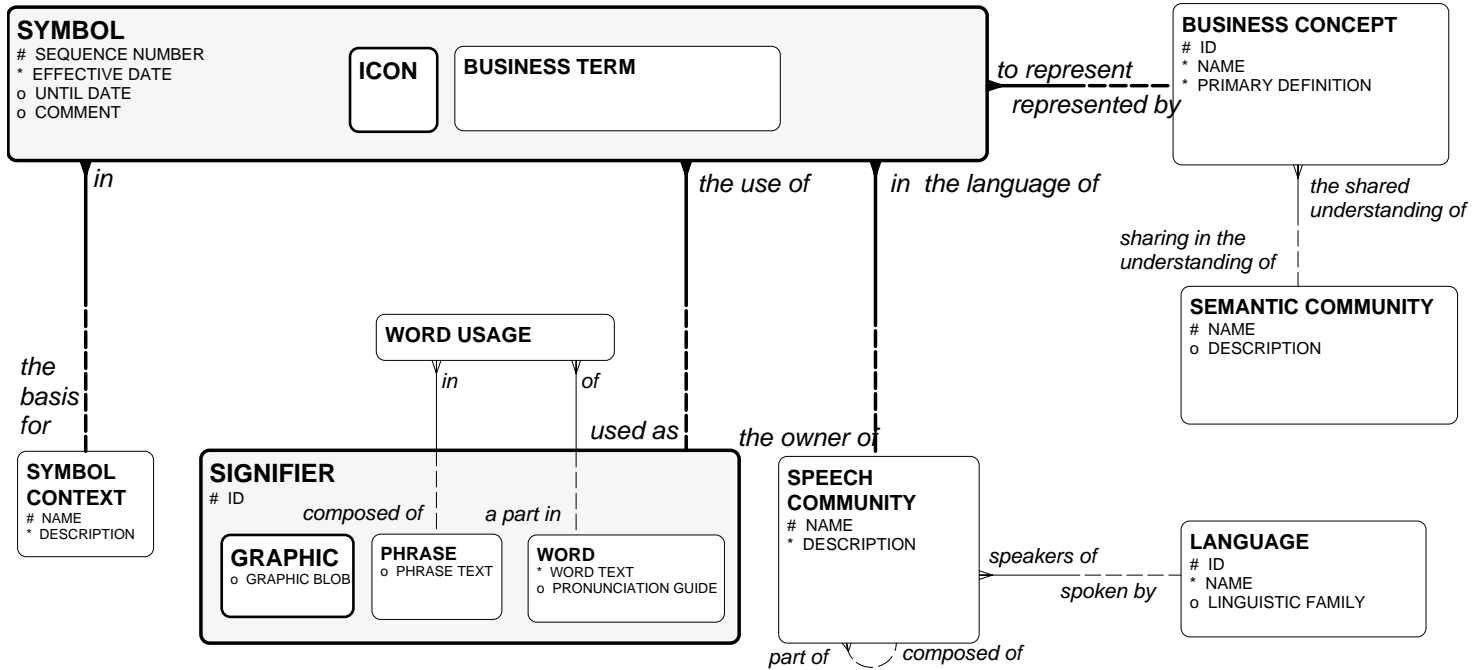 SYMBOL
# SEQUENCE NUMBER
* EFFECTIVE DATE
o UNTIL DATE
o COMMENT
ICON
BUSINESS TERM
to represent
represented by
BUSINESS CONCEPT
# ID
* NAME
* PRIMARY DEFINITION
in
the use of
in the language of
the shared
understanding of
sharing in the
understanding of
SEMANTIC COMMUNITY
# NAME
o DESCRIPTION
WORD USAGE
in
of
the
basis
for
used as
the owner of
SYMBOL
CONTEXT
# NAME
* DESCRIPTION
SIGNIFIER
# ID
composed of
a part in
GRAPHIC
o GRAPHIC BLOB
PHRASE
o PHRASE TEXT
WORD
* WORD TEXT
o PRONUNCIATION GUIDE
SPEECH
COMMUNITY
# NAME
* DESCRIPTION
speakers of
spoken by
LANGUAGE
# ID
* NAME
o LINGUISTIC FAMILY
part of
composed of